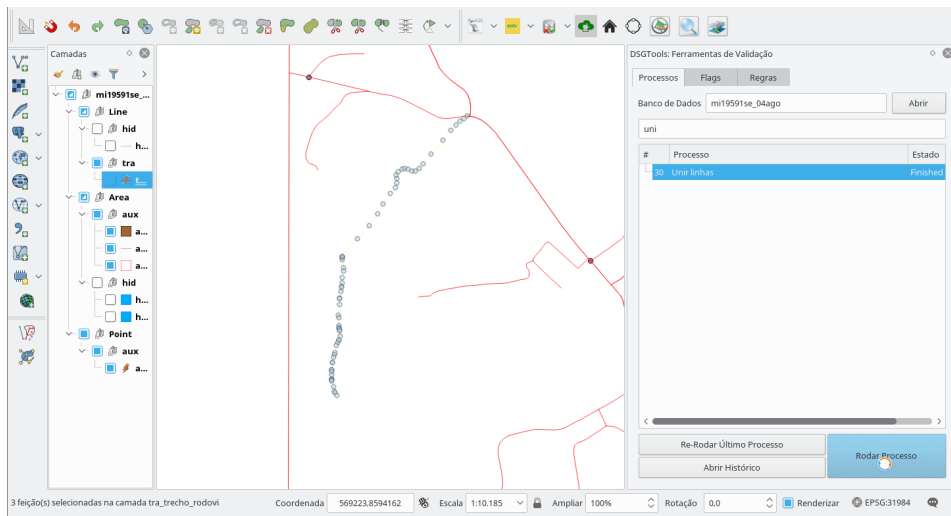 Camadas
mi19591se_...
Line
hid
h...
tra
t...
Area
aux
a...
a...
a...
hid
h...
h...
Point
aux
a...
DSGTools: Ferramentas de Validação
Processos Flags Regras
Banco de Dados mi19591se_04ago Abrir
uni
# Processo Estado
30 Unir linhas Finished
Re-Rodar Último Processo
Rodar Processo
Abrir Histórico
3 feição(s) selecionadas na camada tra_trecho_rodovi Coordenada 569223,8594162 Escala 1:10.185 Ampliar 100% Rotação 0,0 Renderizar EPSG:31984